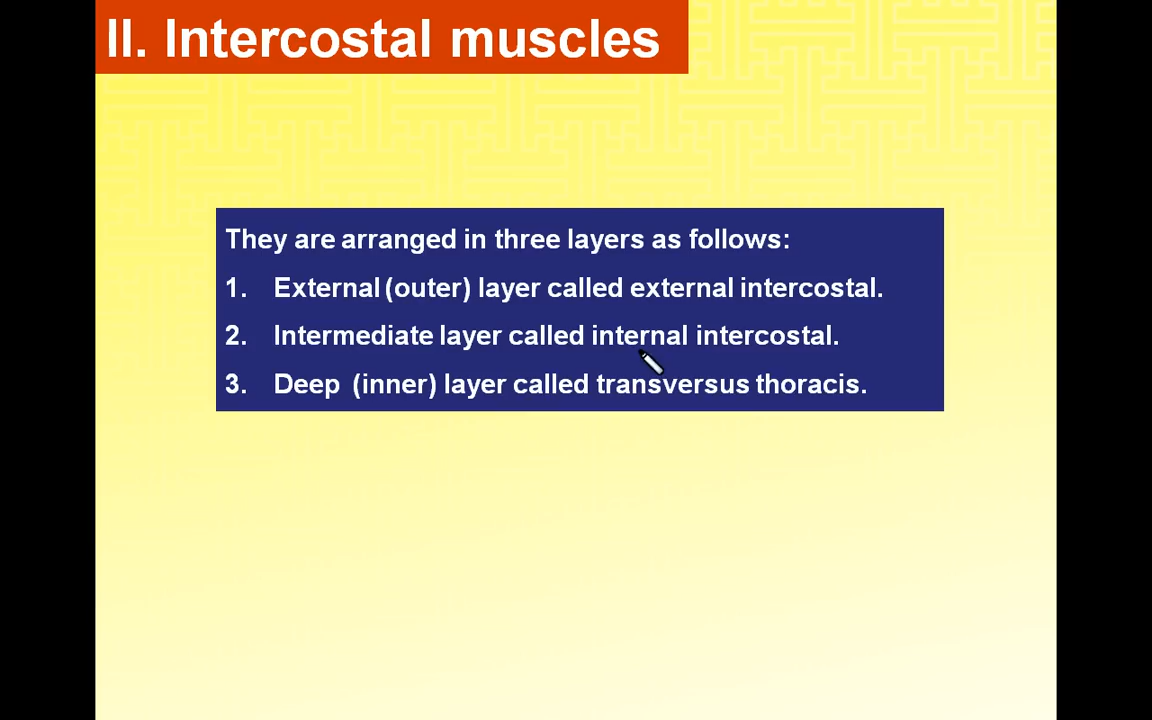 II. Intercostal muscles
They are arranged in three layers as follows:
1. External (outer) layer called external intercostal.
2. Intermediate layer called internal intercostal.
3. Deep (inner) layer called transversus thoracis.